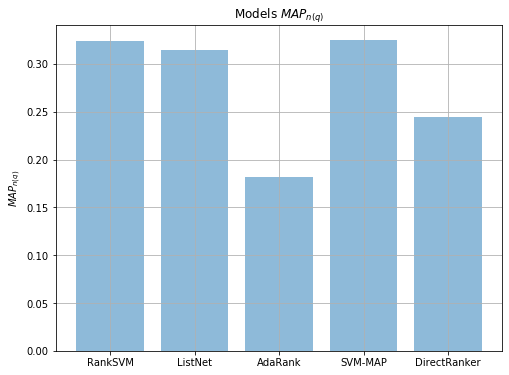 Models MAP_{n(q)}
MAP_{n(q)}
0.30
0.25
0.20
0.15
0.10
0.05
0.00
RankSVM ListNet AdaRank SVM-MAP DirectRanker